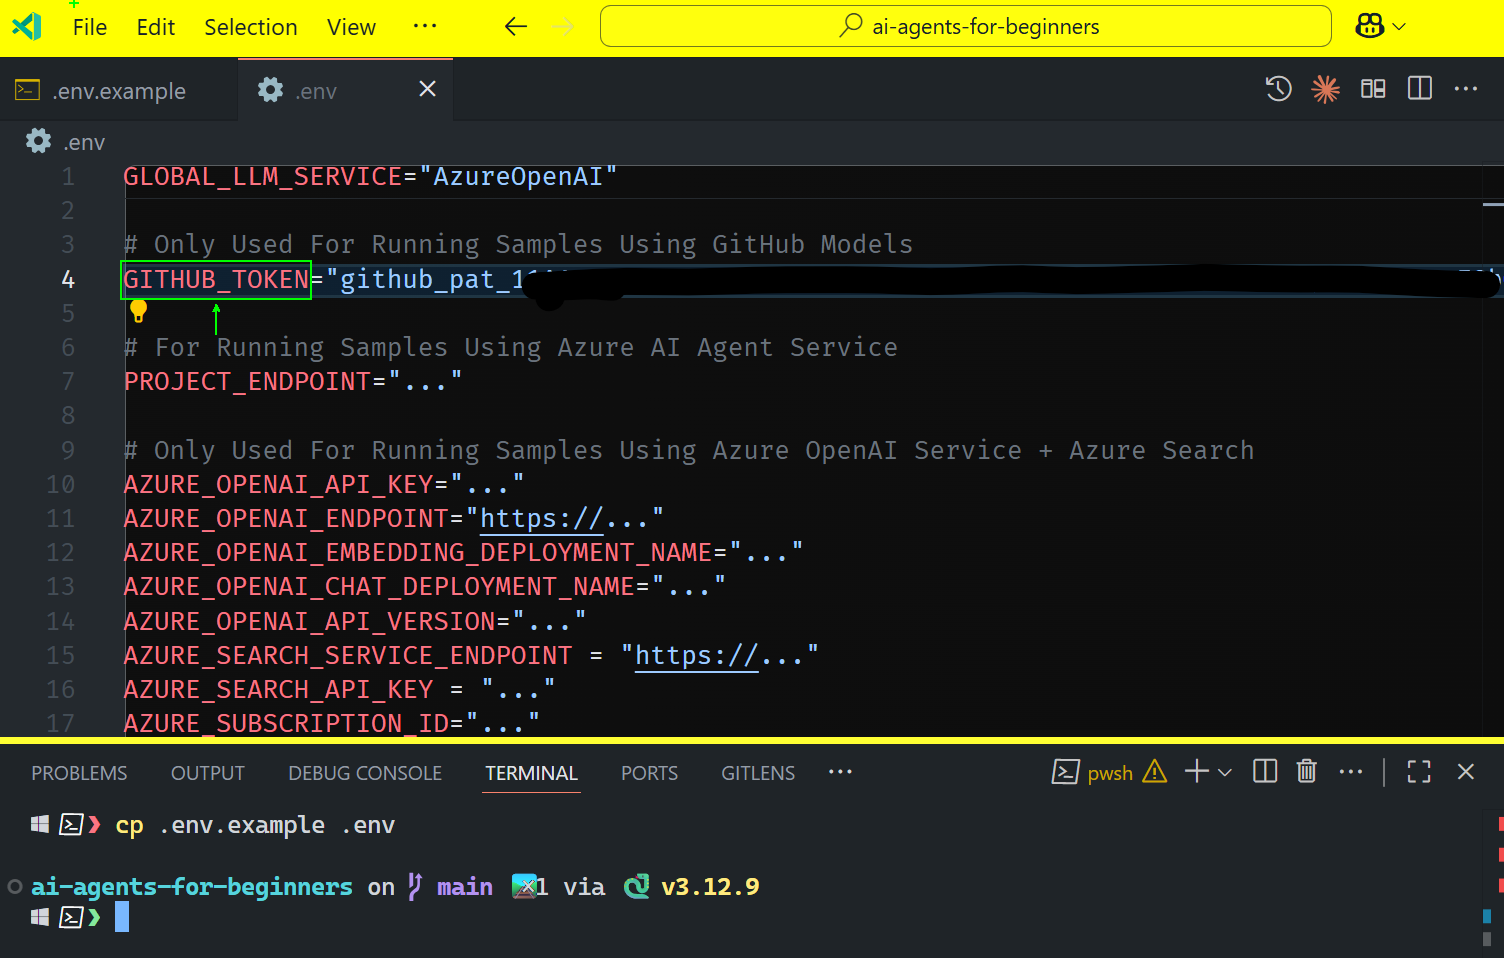 File Edit Selection View ··· ai-agents-for-beginners
.env.example .env
.env
1 GLOBAL_LLM_SERVICE="AzureOpenAI"
2
3 # Only Used For Running Samples Using GitHub Models
4 GITHUB_TOKEN="github_pat_1
5
6 # For Running Samples Using Azure AI Agent Service
7 PROJECT_ENDPOINT="..."
8
9 # Only Used For Running Samples Using Azure OpenAI Service + Azure Search
10 AZURE_OPENAI_API_KEY="..."
11 AZURE_OPENAI_ENDPOINT="https://..."
12 AZURE_OPENAI_EMBEDDING_DEPLOYMENT_NAME="..."
13 AZURE_OPENAI_CHAT_DEPLOYMENT_NAME="..."
14 AZURE_OPENAI_API_VERSION="..."
15 AZURE_SEARCH_SERVICE_ENDPOINT = "https://..."
16 AZURE_SEARCH_API_KEY = "..."
17 AZURE_SUBSCRIPTION_ID="..."
PROBLEMS OUTPUT DEBUG CONSOLE TERMINAL PORTS GITLENS ··· pwsh
cp .env.example .env
ai-agents-for-beginners on main 1 via v3.12.9